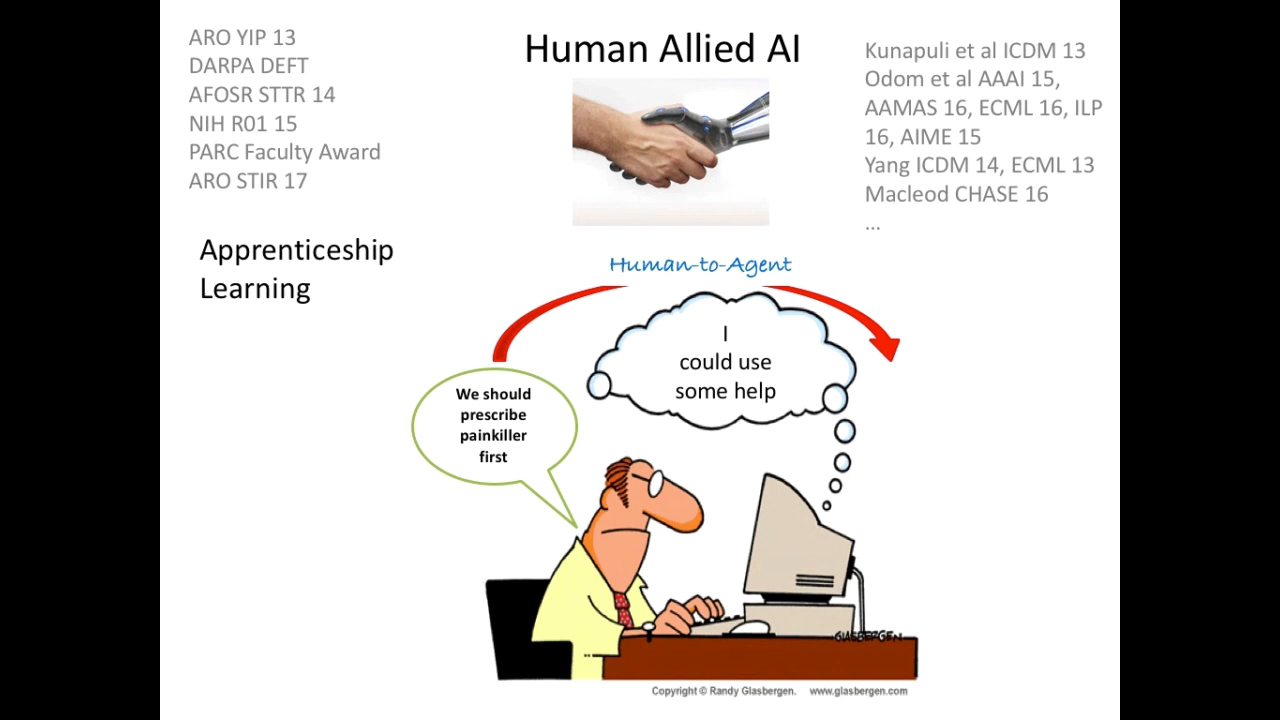 ARO YIP 13
DARPA DEFT
AFOSR STTR 14
NIH R01 15
PARC Faculty Award
ARO STIR 17
Human Allied AI
Kunapuli et al ICDM 13
Odom et al AAAI 15,
AAMAS 16, ECML 16, ILP
16, AIME 15
Yang ICDM 14, ECML 13
Macleod CHASE 16
...
Apprenticeship
Learning
Human-to-Agent
I
could use
some help
We should
prescribe
painkiller
first
GLASBERGEN
Copyright © Randy Glasbergen. www.glasbergen.com